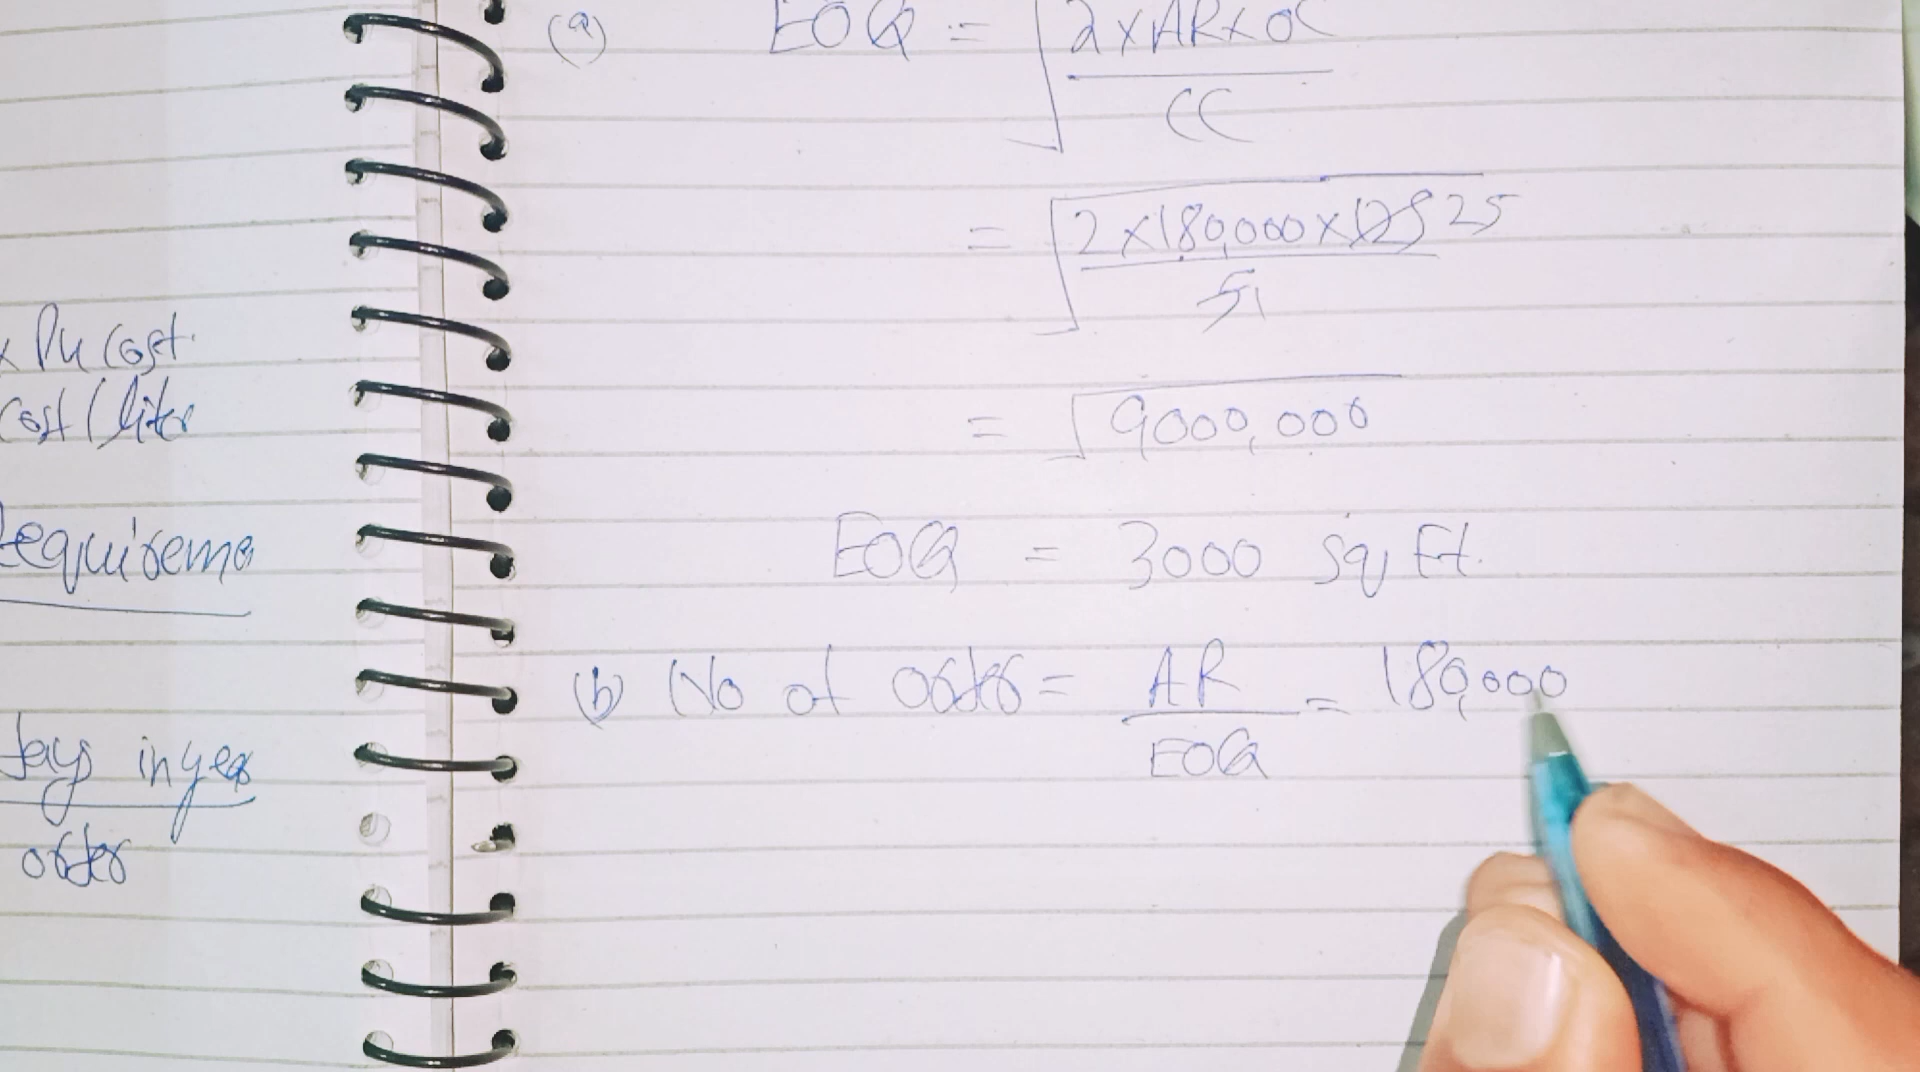 x Pu Cost.
Cost / liter
Requireme
days in year
order
(a) EOQ = √ 2 x AR x OC
CC
= √ 2 x 180,000 x 125 25
5
= √ 9000,000
EOQ = 3000 Sq Ft.
(b) No of order = AR = 180,000
EOQ